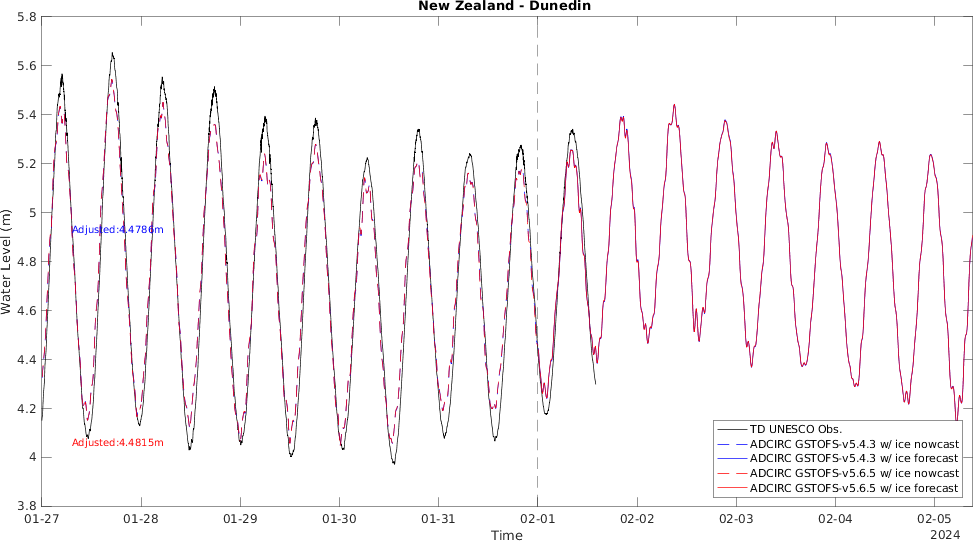 New Zealand - Dunedin
5.8
5.6
5.4
5.2
5
4.8
4.6
4.4
4.2
4
3.8
Water Level (m)
Adjusted:4.4786m
Adjusted:4.4815m
TD UNESCO Obs.
ADCIRC GSTOFS-v5.4.3 w/ ice nowcast
ADCIRC GSTOFS-v5.4.3 w/ ice forecast
ADCIRC GSTOFS-v5.6.5 w/ ice nowcast
ADCIRC GSTOFS-v5.6.5 w/ ice forecast
01-27 01-28 01-29 01-30 01-31 02-01 02-02 02-03 02-04 02-05
Time
2024